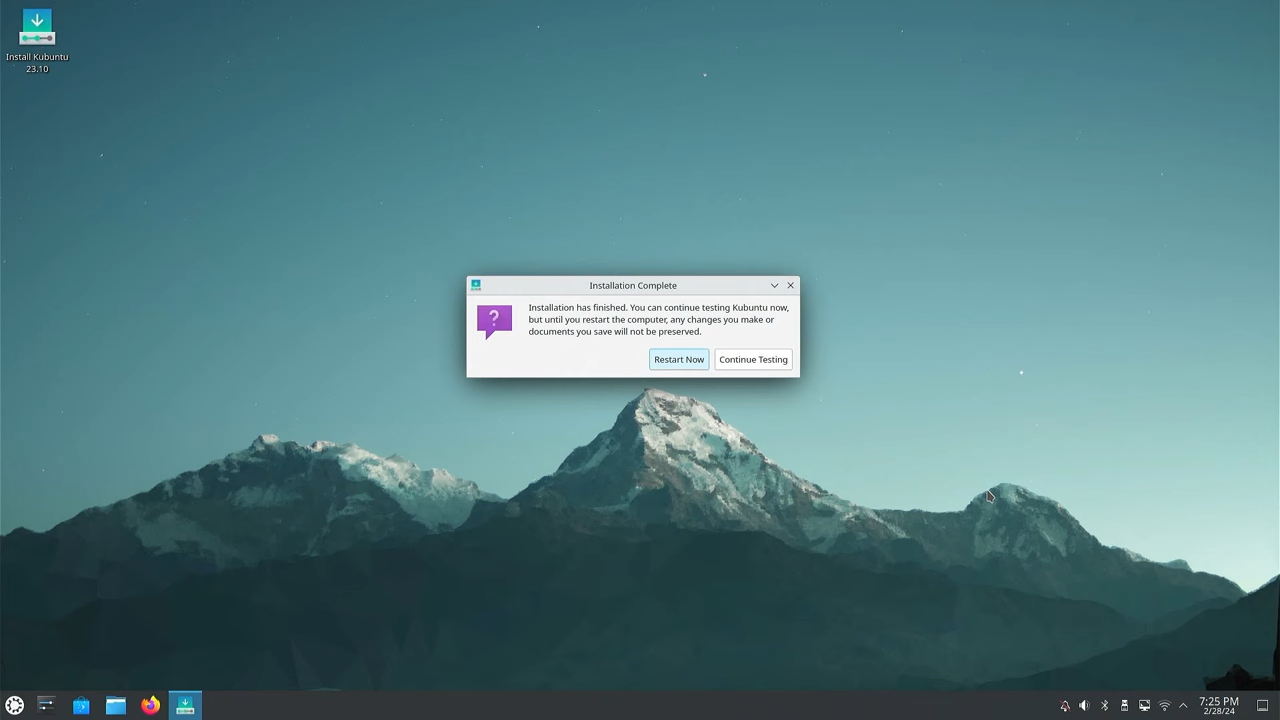 Install Kubuntu
23.10
Installation Complete
Installation has finished. You can continue testing Kubuntu now,
but until you restart the computer, any changes you make or
documents you save will not be preserved.
Restart Now
Continue Testing
7:25 PM
2/28/24